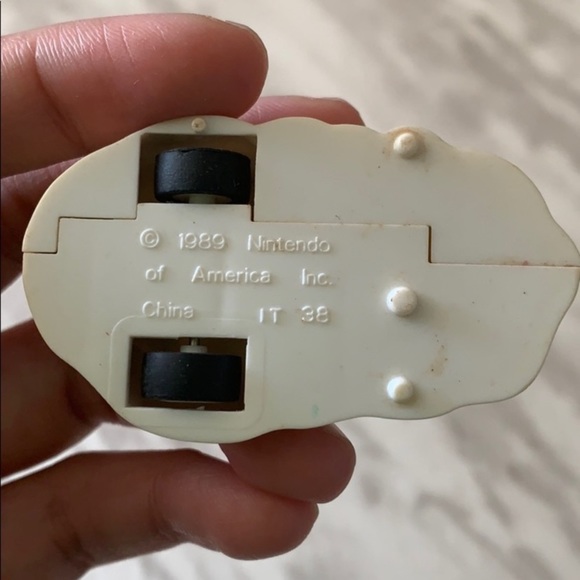 © 1989 Nintendo
of America Inc.
China IT 38